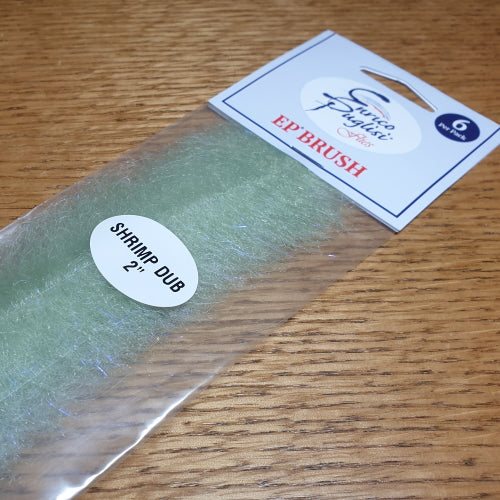 Enrico
Puglisi
Flies
EP® BRUSH
6
Per Pack
SHRIMP DUB
2"